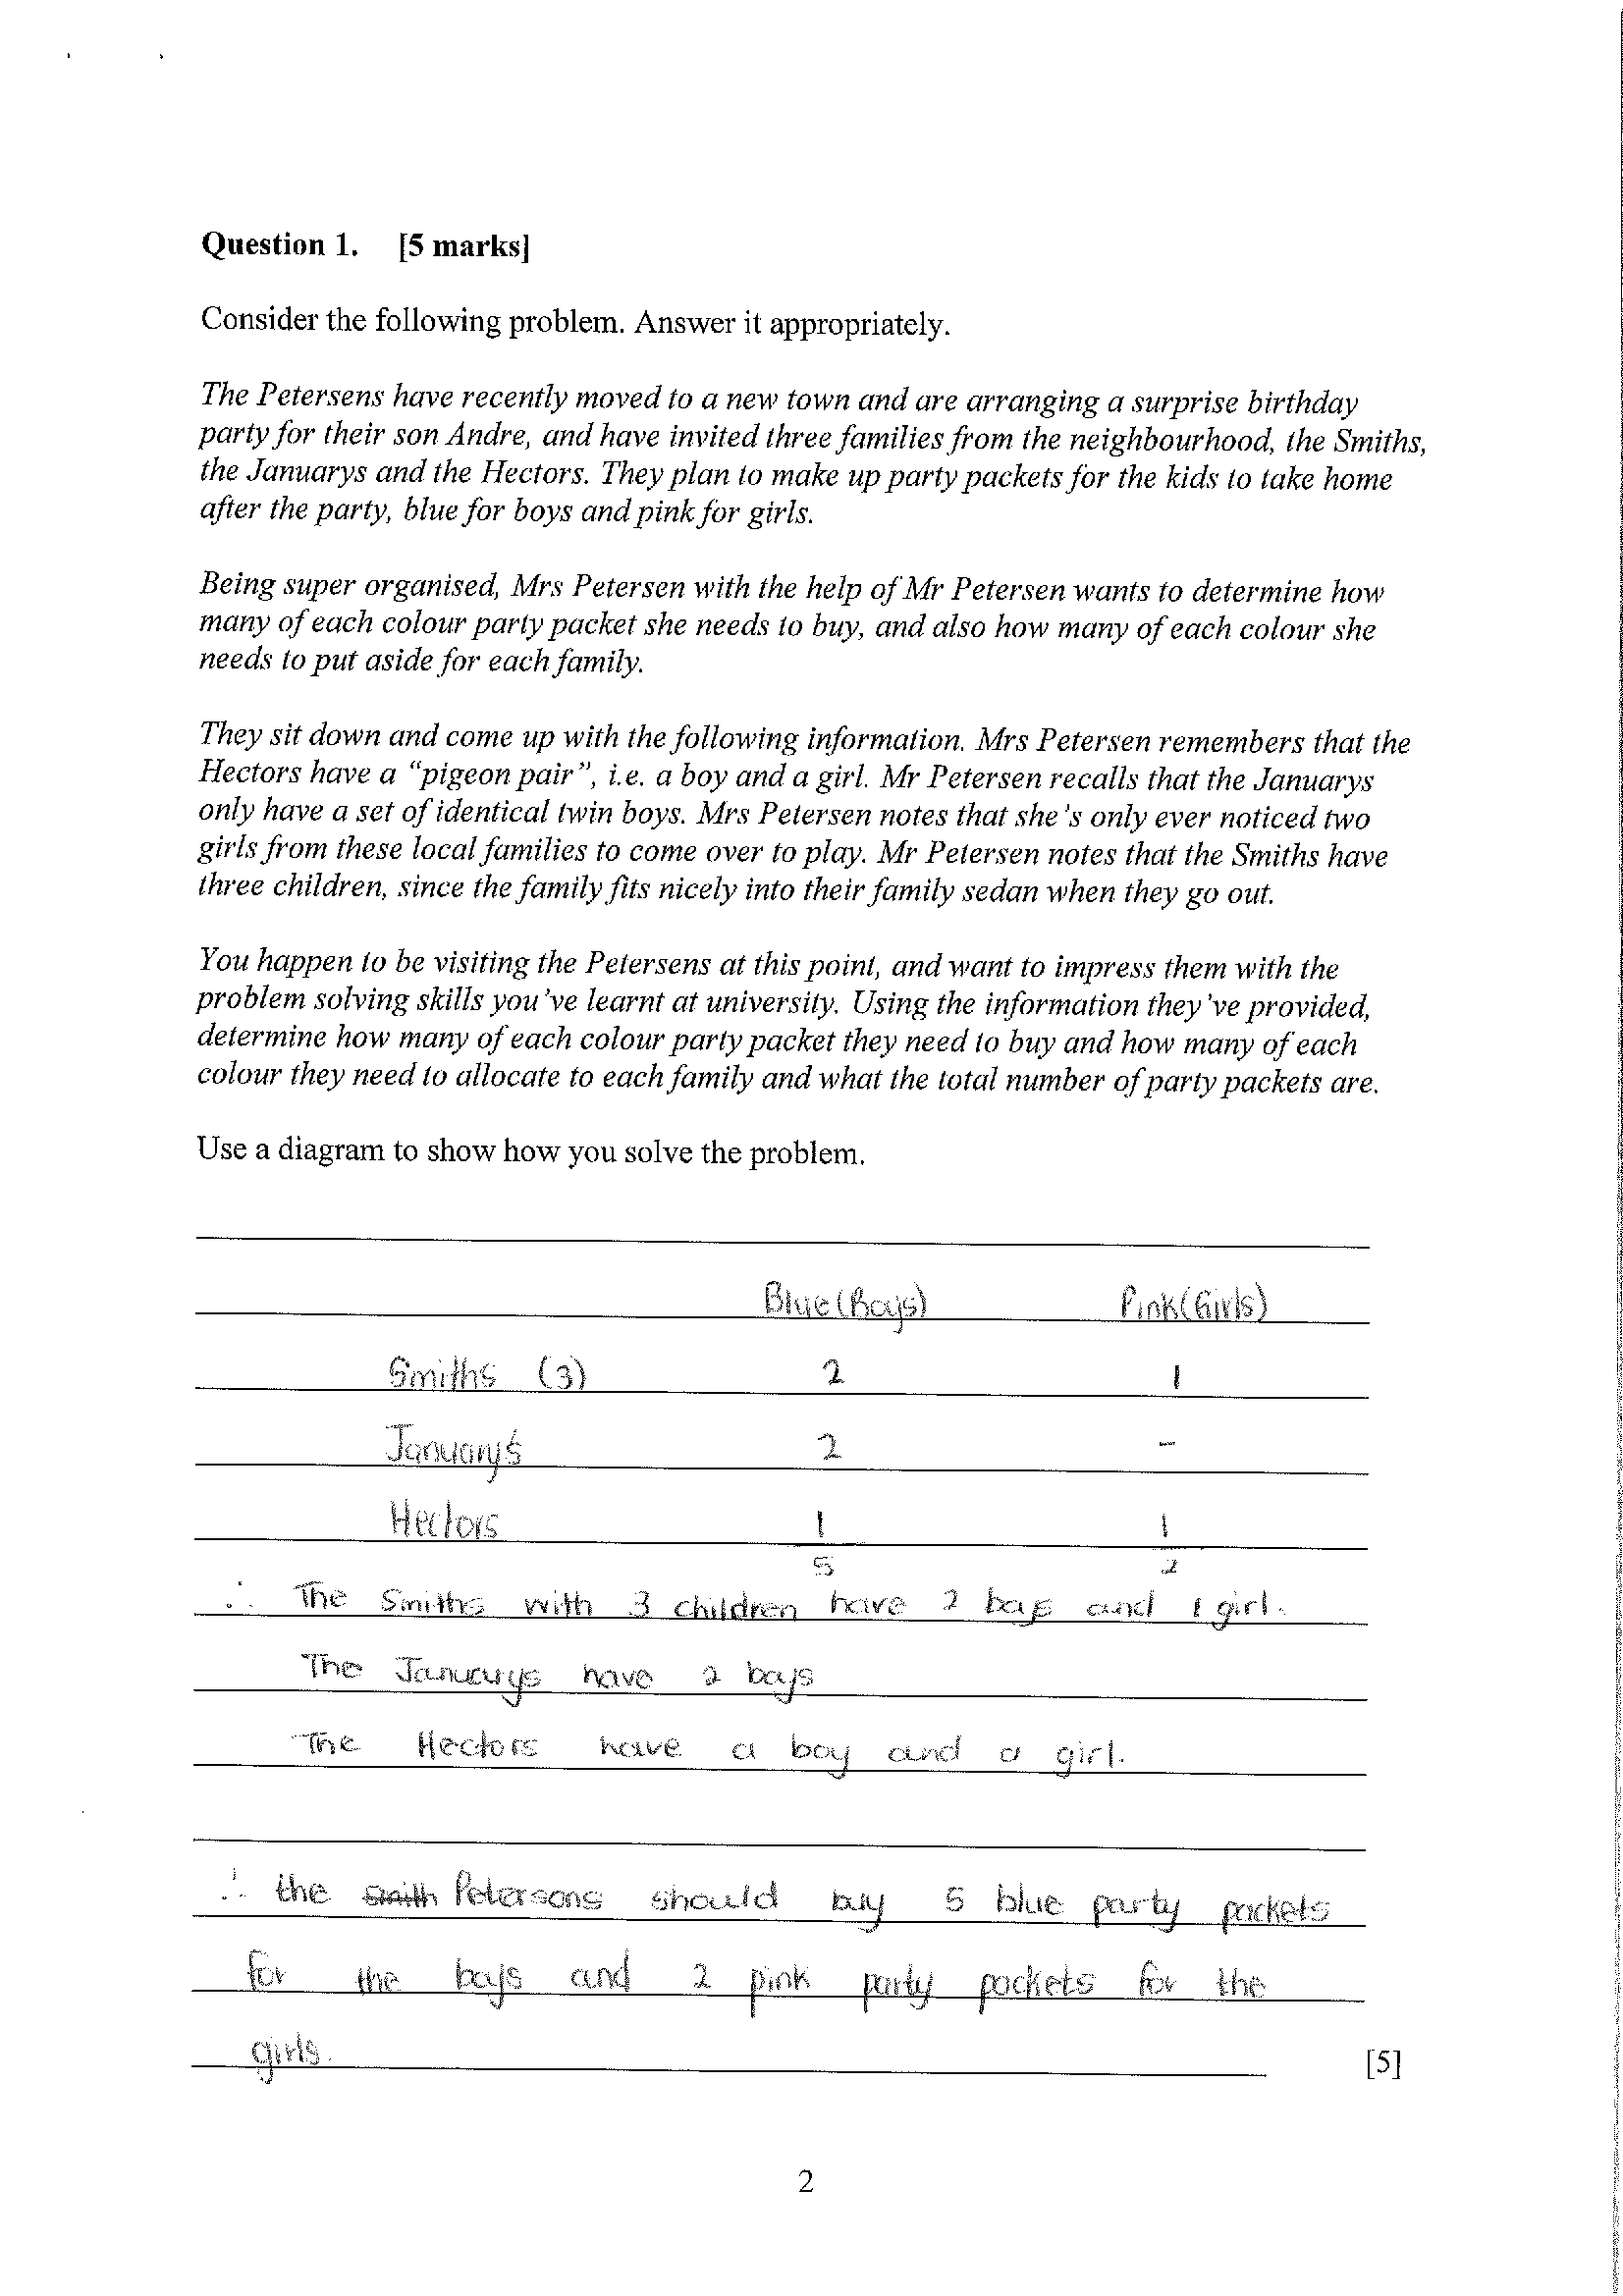 Question 1. [5 marks]
Consider the following problem. Answer it appropriately.
The Petersens have recently moved to a new town and are arranging a surprise birthday
party for their son Andre, and have invited three families from the neighbourhood, the Smiths,
the Januarys and the Hectors. They plan to make up party packets for the kids to take home
after the party, blue for boys and pink for girls.
Being super organised, Mrs Petersen with the help of Mr Petersen wants to determine how
many of each colour party packet she needs to buy, and also how many of each colour she
needs to put aside for each family.
They sit down and come up with the following information. Mrs Petersen remembers that the
Hectors have a "pigeon pair", i.e. a boy and a girl. Mr Petersen recalls that the Januarys
only have a set of identical twin boys. Mrs Petersen notes that she's only ever noticed two
girls from these local families to come over to play. Mr Petersen notes that the Smiths have
three children, since the family fits nicely into their family sedan when they go out.
You happen to be visiting the Petersens at this point, and want to impress them with the
problem solving skills you've learnt at university. Using the information they've provided,
determine how many of each colour party packet they need to buy and how many of each
colour they need to allocate to each family and what the total number of party packets are.
Use a diagram to show how you solve the problem.
Blue (Boys) Pink (Girls)
Smiths (3) 2 1
January's 2 -
Hectors 1 1
5 2
∴ The Smiths with 3 children have 2 boys and 1 girl.
The Januarys have 2 boys
The Hectors have a boy and a girl.
∴ the Smith Petersons should buy 5 blue party packets
for the boys and 2 pink party packets for the
girls.
[5]
2